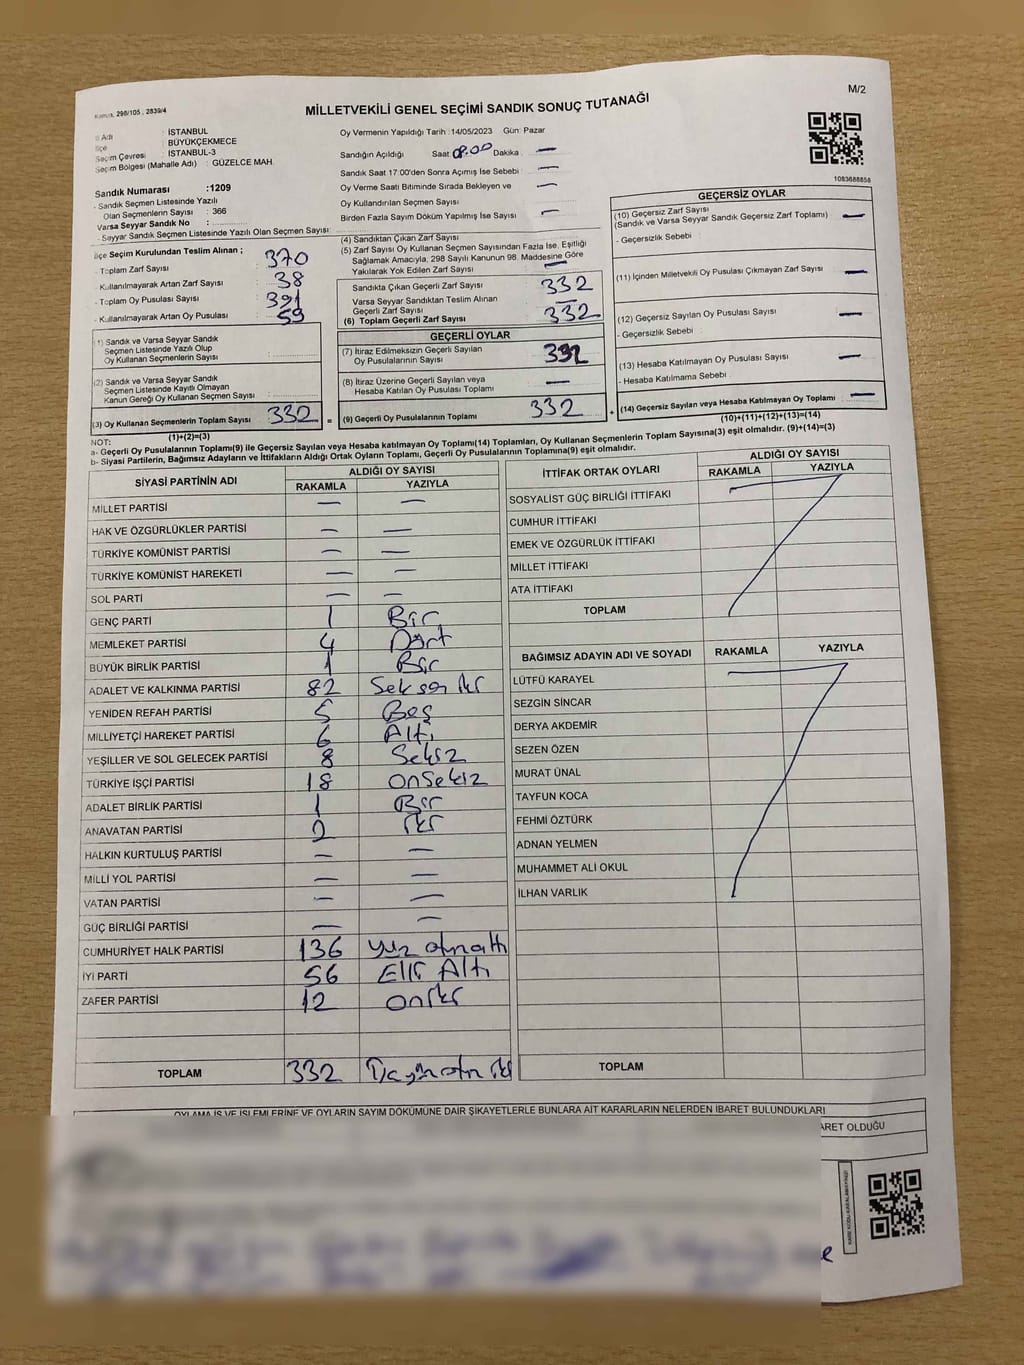 Kanun, 298/105, 2839/4
MİLLETVEKİLİ GENEL SEÇİMİ SANDIK SONUÇ TUTANAĞI
M/2
İl Adı : İSTANBUL
İlçe : BÜYÜKÇEKMECE
Seçim Çevresi : İSTANBUL-3
Seçim Bölgesi (Mahalle Adı) : GÜZELCE MAH.
Sandık Numarası :1209
- Sandık Seçmen Listesinde Yazılı
Olan Seçmenlerin Sayısı : 366
Varsa Seyyar Sandık No :
- Seyyar Sandık Seçmen Listesinde Yazılı Olan Seçmen Sayısı:
Oy Vermenin Yapıldığı Tarih :14/05/2023 Gün: Pazar
Sandığın Açıldığı Saat 08.00 Dakika : —
Sandık Saat 17:00'den Sonra Açılmış İse Sebebi : —
Oy Verme Saati Bitiminde Sırada Bekleyen ve
Oy Kullandırılan Seçmen Sayısı : —
Birden Fazla Sayım Döküm Yapılmış İse Sayısı : —
1083688858
İlçe Seçim Kurulundan Teslim Alınan ;
- Toplam Zarf Sayısı : 370
- Kullanılmayarak Artan Zarf Sayısı : 38
- Toplam Oy Pusulası Sayısı : 391
- Kullanılmayarak Artan Oy Pusulası : 59
(4) Sandıktan Çıkan Zarf Sayısı
(5) Zarf Sayısı Oy Kullanan Seçmen Sayısından Fazla İse, Eşitliği
Sağlamak Amacıyla, 298 Sayılı Kanunun 98. Maddesine Göre
Yakılarak Yok Edilen Zarf Sayısı : —
Sandıkta Çıkan Geçerli Zarf Sayısı : 332
Varsa Seyyar Sandıktan Teslim Alınan
Geçerli Zarf Sayısı : —
(6) Toplam Geçerli Zarf Sayısı : 332
(1) Sandık ve Varsa Seyyar Sandık
Seçmen Listesinde Yazılı Olup
Oy Kullanan Seçmenlerin Sayısı :
(2) Sandık ve Varsa Seyyar Sandık
Seçmen Listesinde Kayıtlı Olmayan
Kanun Gereği Oy Kullanan Seçmen Sayısı :
(3) Oy Kullanan Seçmenlerin Toplam Sayısı : 332
(1)+(2)=(3)
=
GEÇERLİ OYLAR
(7) İtiraz Edilmeksizin Geçerli Sayılan
Oy Pusulalarının Sayısı : 332
(8) İtiraz Üzerine Geçerli Sayılan veya
Hesaba Katılan Oy Pusulası Toplamı : —
(9) Geçerli Oy Pusulalarının Toplamı : 332
+
GEÇERSİZ OYLAR
(10) Geçersiz Zarf Sayısı
(Sandık ve Varsa Seyyar Sandık Geçersiz Zarf Toplamı) : —
- Geçersizlik Sebebi :
(11) İçinden Milletvekili Oy Pusulası Çıkmayan Zarf Sayısı : —
(12) Geçersiz Sayılan Oy Pusulası Sayısı : —
- Geçersizlik Sebebi :
(13) Hesaba Katılmayan Oy Pusulası Sayısı : —
- Hesaba Katılmama Sebebi :
(14) Geçersiz Sayılan veya Hesaba Katılmayan Oy Toplamı : —
(10)+(11)+(12)+(13)=(14)
NOT:
a- Geçerli Oy Pusulalarının Toplamı(9) ile Geçersiz Sayılan veya Hesaba katılmayan Oy Toplamı(14) Toplamları, Oy Kullanan Seçmenlerin Toplam Sayısına(3) eşit olmalıdır. (9)+(14)=(3)
b- Siyasi Partilerin, Bağımsız Adayların ve İttifakların Aldığı Ortak Oyların Toplamı, Geçerli Oy Pusulalarının Toplamına(9) eşit olmalıdır.
SİYASİ PARTİNİN ADI ALDIĞI OY SAYISI
RAKAMLA YAZIYLA
MİLLET PARTİSİ — —
HAK VE ÖZGÜRLÜKLER PARTİSİ — —
TÜRKİYE KOMÜNİST PARTİSİ — —
TÜRKİYE KOMÜNİST HAREKETİ — —
SOL PARTİ — —
GENÇ PARTİ 1 Bir
MEMLEKET PARTİSİ 4 Dört
BÜYÜK BİRLİK PARTİSİ 1 Bir
ADALET VE KALKINMA PARTİSİ 82 Seksen iki
YENİDEN REFAH PARTİSİ 5 Beş
MİLLİYETÇİ HAREKET PARTİSİ 6 Altı
YEŞİLLER VE SOL GELECEK PARTİSİ 8 Sekiz
TÜRKİYE İŞÇİ PARTİSİ 18 onsekiz
ADALET BİRLİK PARTİSİ 1 Bir
ANAVATAN PARTİSİ 2 iki
HALKIN KURTULUŞ PARTİSİ — —
MİLLİ YOL PARTİSİ — —
VATAN PARTİSİ — —
GÜÇ BİRLİĞİ PARTİSİ — —
CUMHURİYET HALK PARTİSİ 136 yüz otuzaltı
İYİ PARTİ 56 Elli Altı
ZAFER PARTİSİ 12 oniki
TOPLAM 332
İTTİFAK ORTAK OYLARI ALDIĞI OY SAYISI
RAKAMLA YAZIYLA
SOSYALİST GÜÇ BİRLİĞİ İTTİFAKI
CUMHUR İTTİFAKI
EMEK VE ÖZGÜRLÜK İTTİFAKI
MİLLET İTTİFAKI
ATA İTTİFAKI
TOPLAM
BAĞIMSIZ ADAYIN ADI VE SOYADI RAKAMLA YAZIYLA
LÜTFÜ KARAYEL
SEZGİN SİNCAR
DERYA AKDEMİR
SEZEN ÖZEN
MURAT ÜNAL
TAYFUN KOCA
FEHMİ ÖZTÜRK
ADNAN YELMEN
MUHAMMET ALİ OKUL
İLHAN VARLIK
TOPLAM
OYLAMA İŞ VE İŞLEMLERİNE VE OYLARIN SAYIM DÖKÜMÜNE DAİR ŞİKAYETLERLE BUNLARA AİT KARARLARIN NELERDEN İBARET BULUNDUKLARI
ARET OLDUĞU